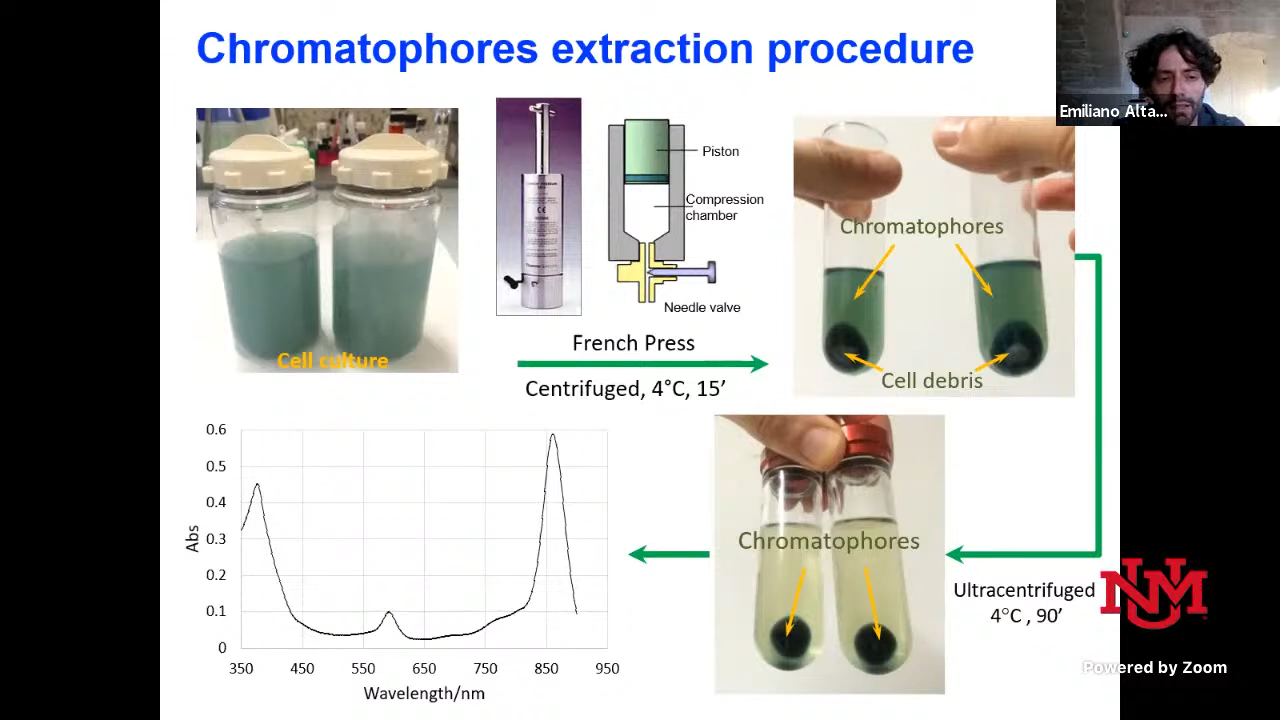 Chromatophores extraction procedure
Emiliano Alta...
Cell culture
Piston
Compression
chamber
Needle valve
French Press
Centrifuged, 4°C, 15’
Chromatophores
Cell debris
Ultracentrifuged
4°C , 90’
Chromatophores
0.6
0.5
0.4
0.3
0.2
0.1
0
Abs
350
450
550
650
750
850
950
Wavelength/nm
UNM
Powered by Zoom